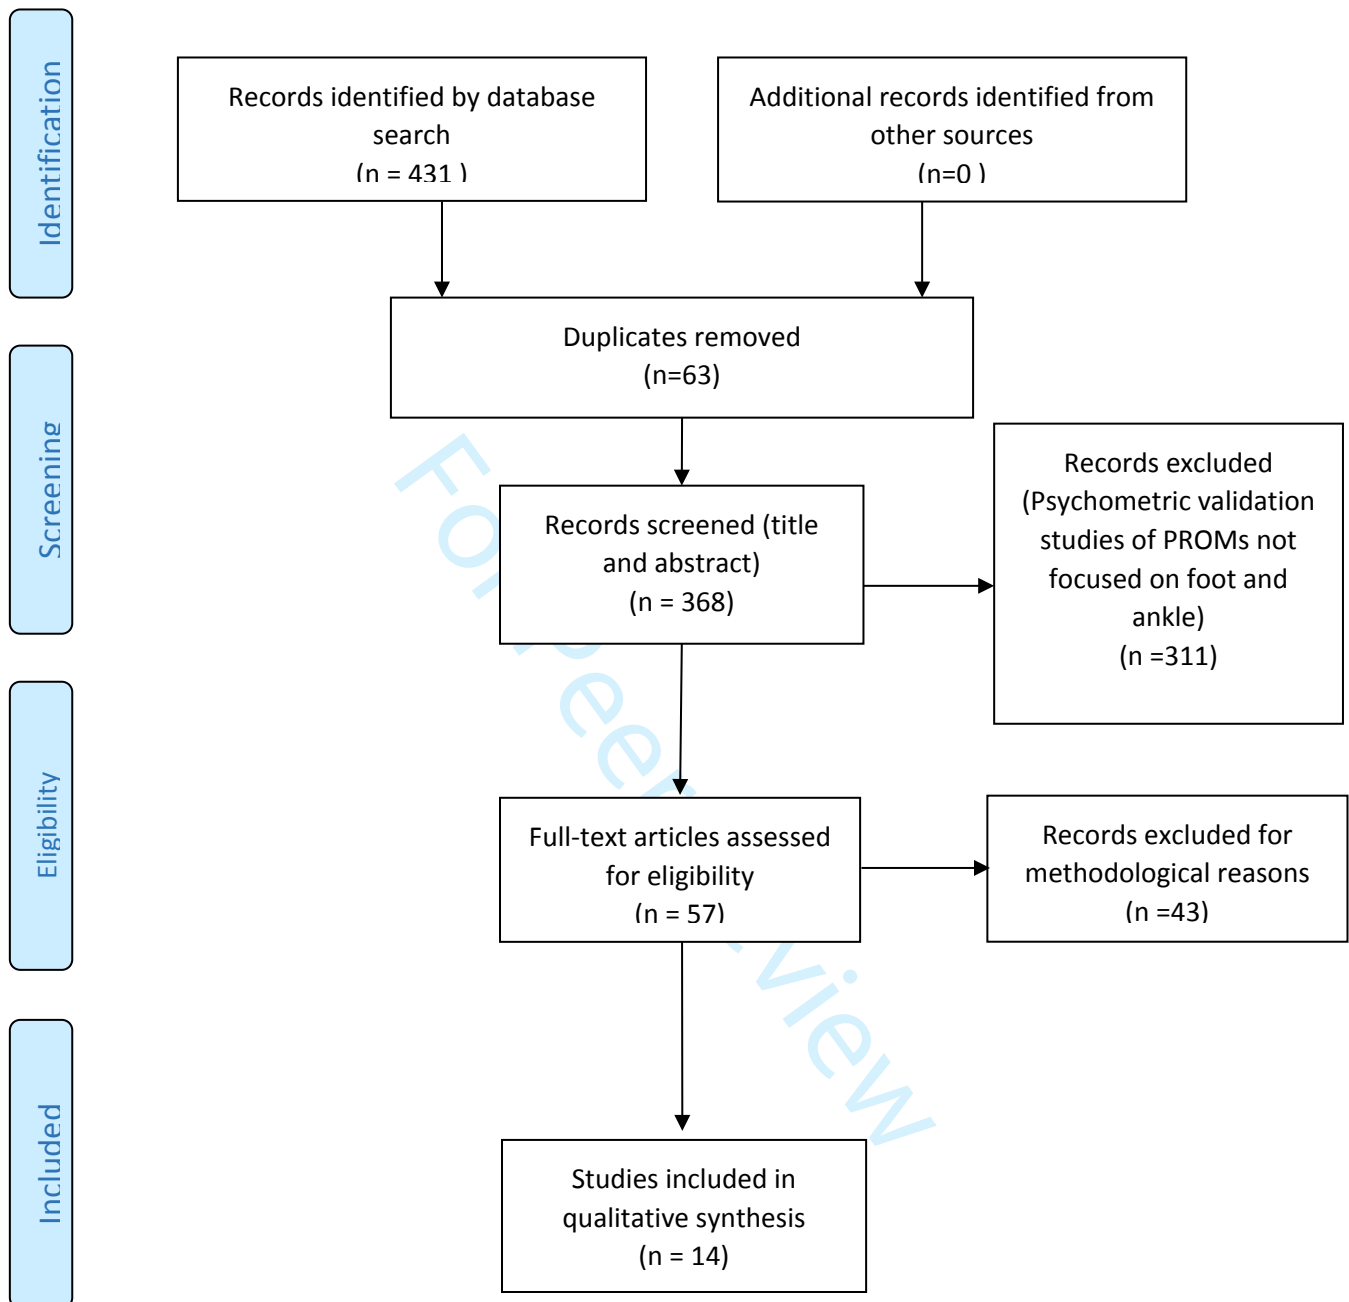 Identification
Records identified by database
search
(n = 431 )
Additional records identified from
other sources
(n=0 )
Duplicates removed
(n=63)
Screening
Records screened (title
and abstract)
(n = 368)
Records excluded
(Psychometric validation
studies of PROMs not
focused on foot and
ankle)
(n =311)
Eligibility
Full-text articles assessed
for eligibility
(n = 57)
Records excluded for
methodological reasons
(n =43)
Included
Studies included in
qualitative synthesis
(n = 14)
For Peer Review